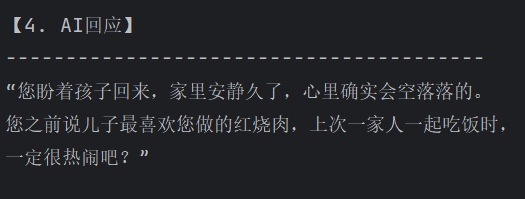 【4. AI回应】
----------------------------------------
“您盼着孩子回来，家里安静久了，心里确实会空落落的。
您之前说儿子最喜欢您做的红烧肉，上次一家人一起吃饭时，
一定很热闹吧？”